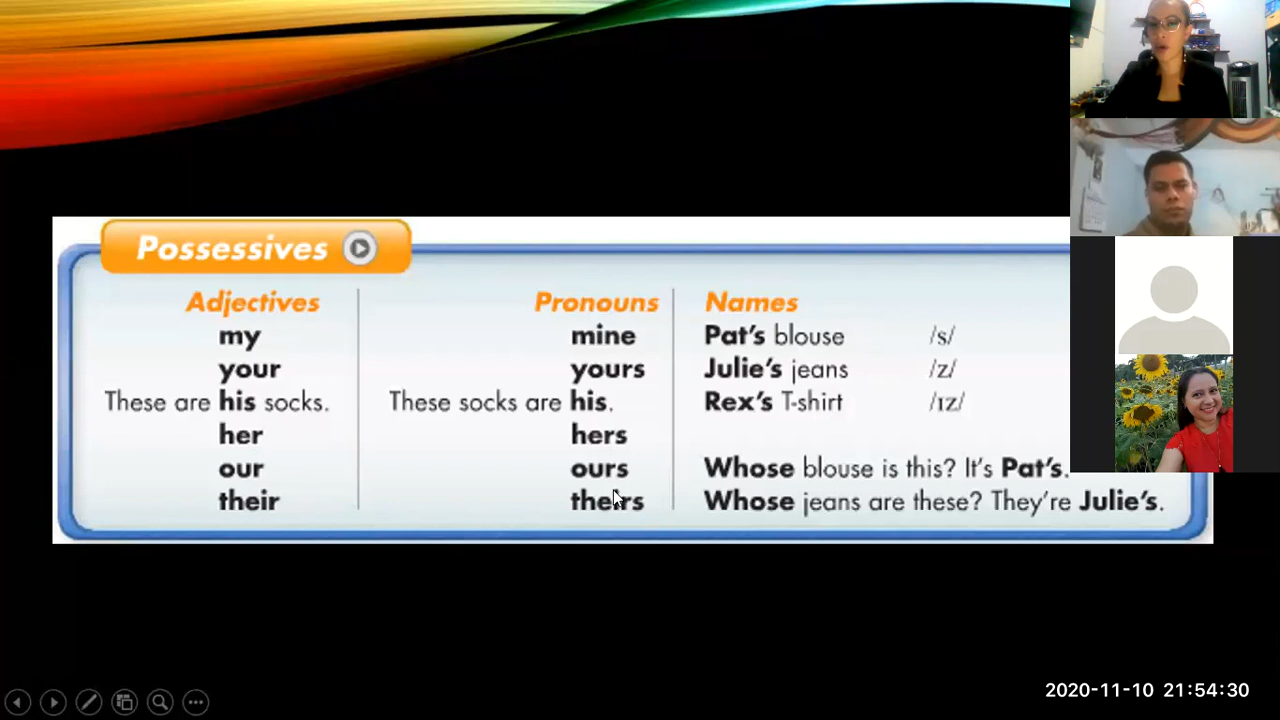 Possessives
Adjectives Pronouns Names
my mine Pat's blouse /s/
your yours Julie's jeans /z/
These are his socks. These socks are his. Rex's T-shirt /ɪz/
her hers
our ours Whose blouse is this? It's Pat's.
their theirs Whose jeans are these? They're Julie's.
2020-11-10 21:54:30